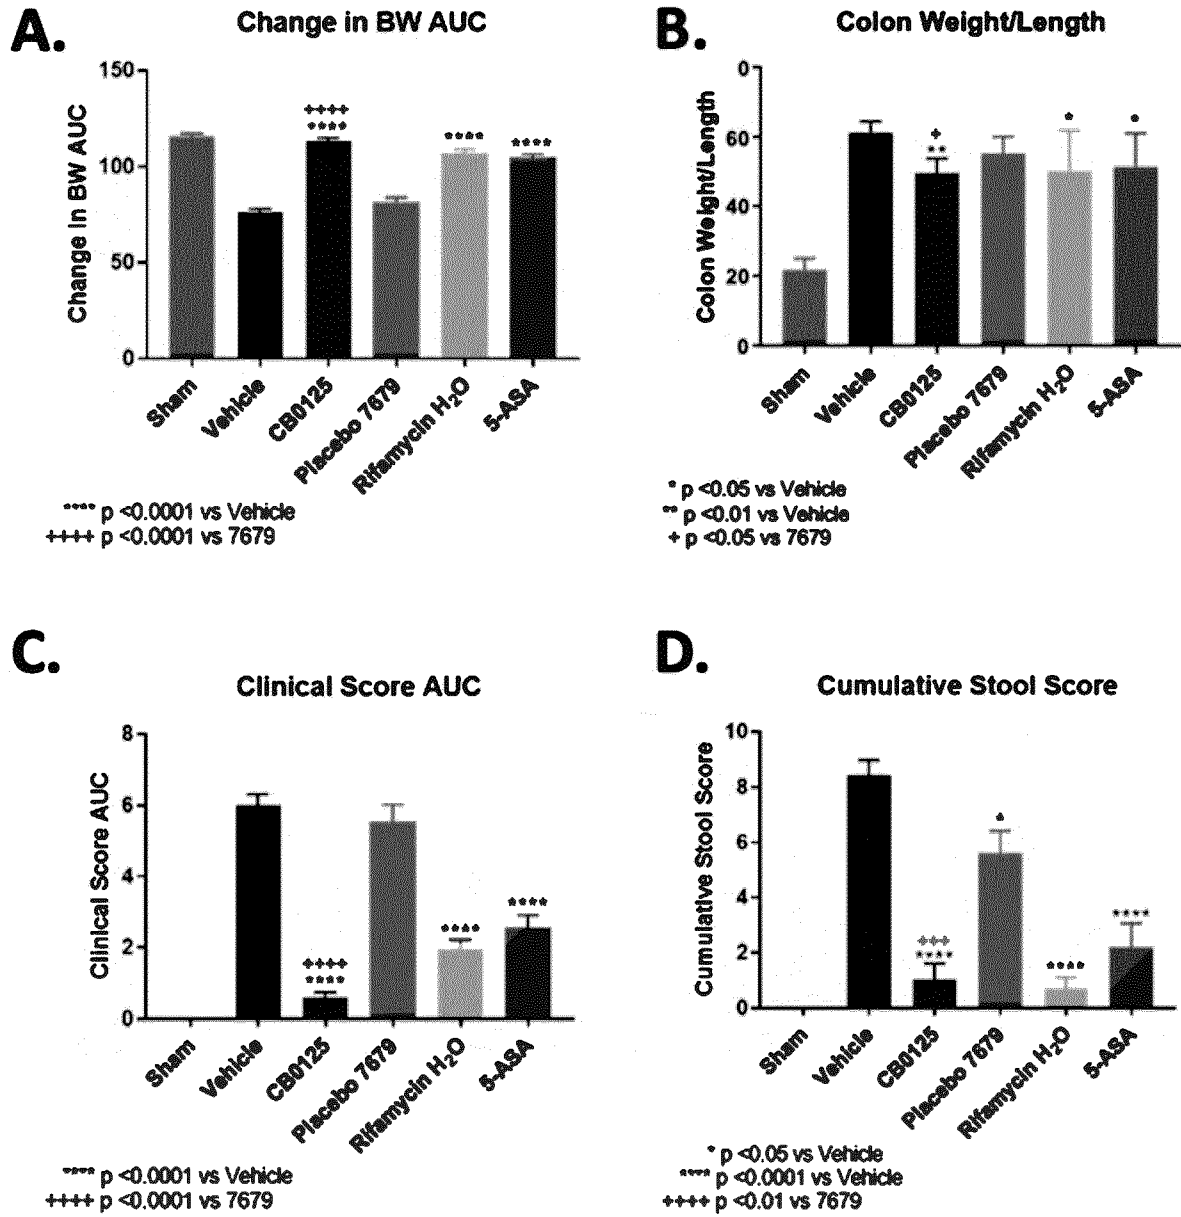 A.
Change in BW AUC
Change in BW AUC
150
100
50
0
++++
****
****
****
Sham
Vehicle
CB0125
Placebo 7679
Rifamycin H₂O
5-ASA
**** p <0.0001 vs Vehicle
++++ p <0.0001 vs 7679
B.
Colon Weight/Length
Colon Weight/Length
0
60
40
20
0
+
**
*
*
Sham
Vehicle
CB0125
Placebo 7679
Rifamycin H₂O
5-ASA
* p <0.05 vs Vehicle
** p <0.01 vs Vehicle
+ p <0.05 vs 7679
C.
Clinical Score AUC
Clinical Score AUC
8
6
4
2
0
++++
****
****
****
Sham
Vehicle
CB0125
Placebo 7679
Rifamycin H₂O
5-ASA
**** p <0.0001 vs Vehicle
++++ p <0.0001 vs 7679
D.
Cumulative Stool Score
Cumulative Stool Score
10
8
6
4
2
0
+++
****
*
****
****
Sham
Vehicle
CB0125
Placebo 7679
Rifamycin H₂O
5-ASA
* p <0.05 vs Vehicle
**** p <0.0001 vs Vehicle
++++ p <0.01 vs 7679